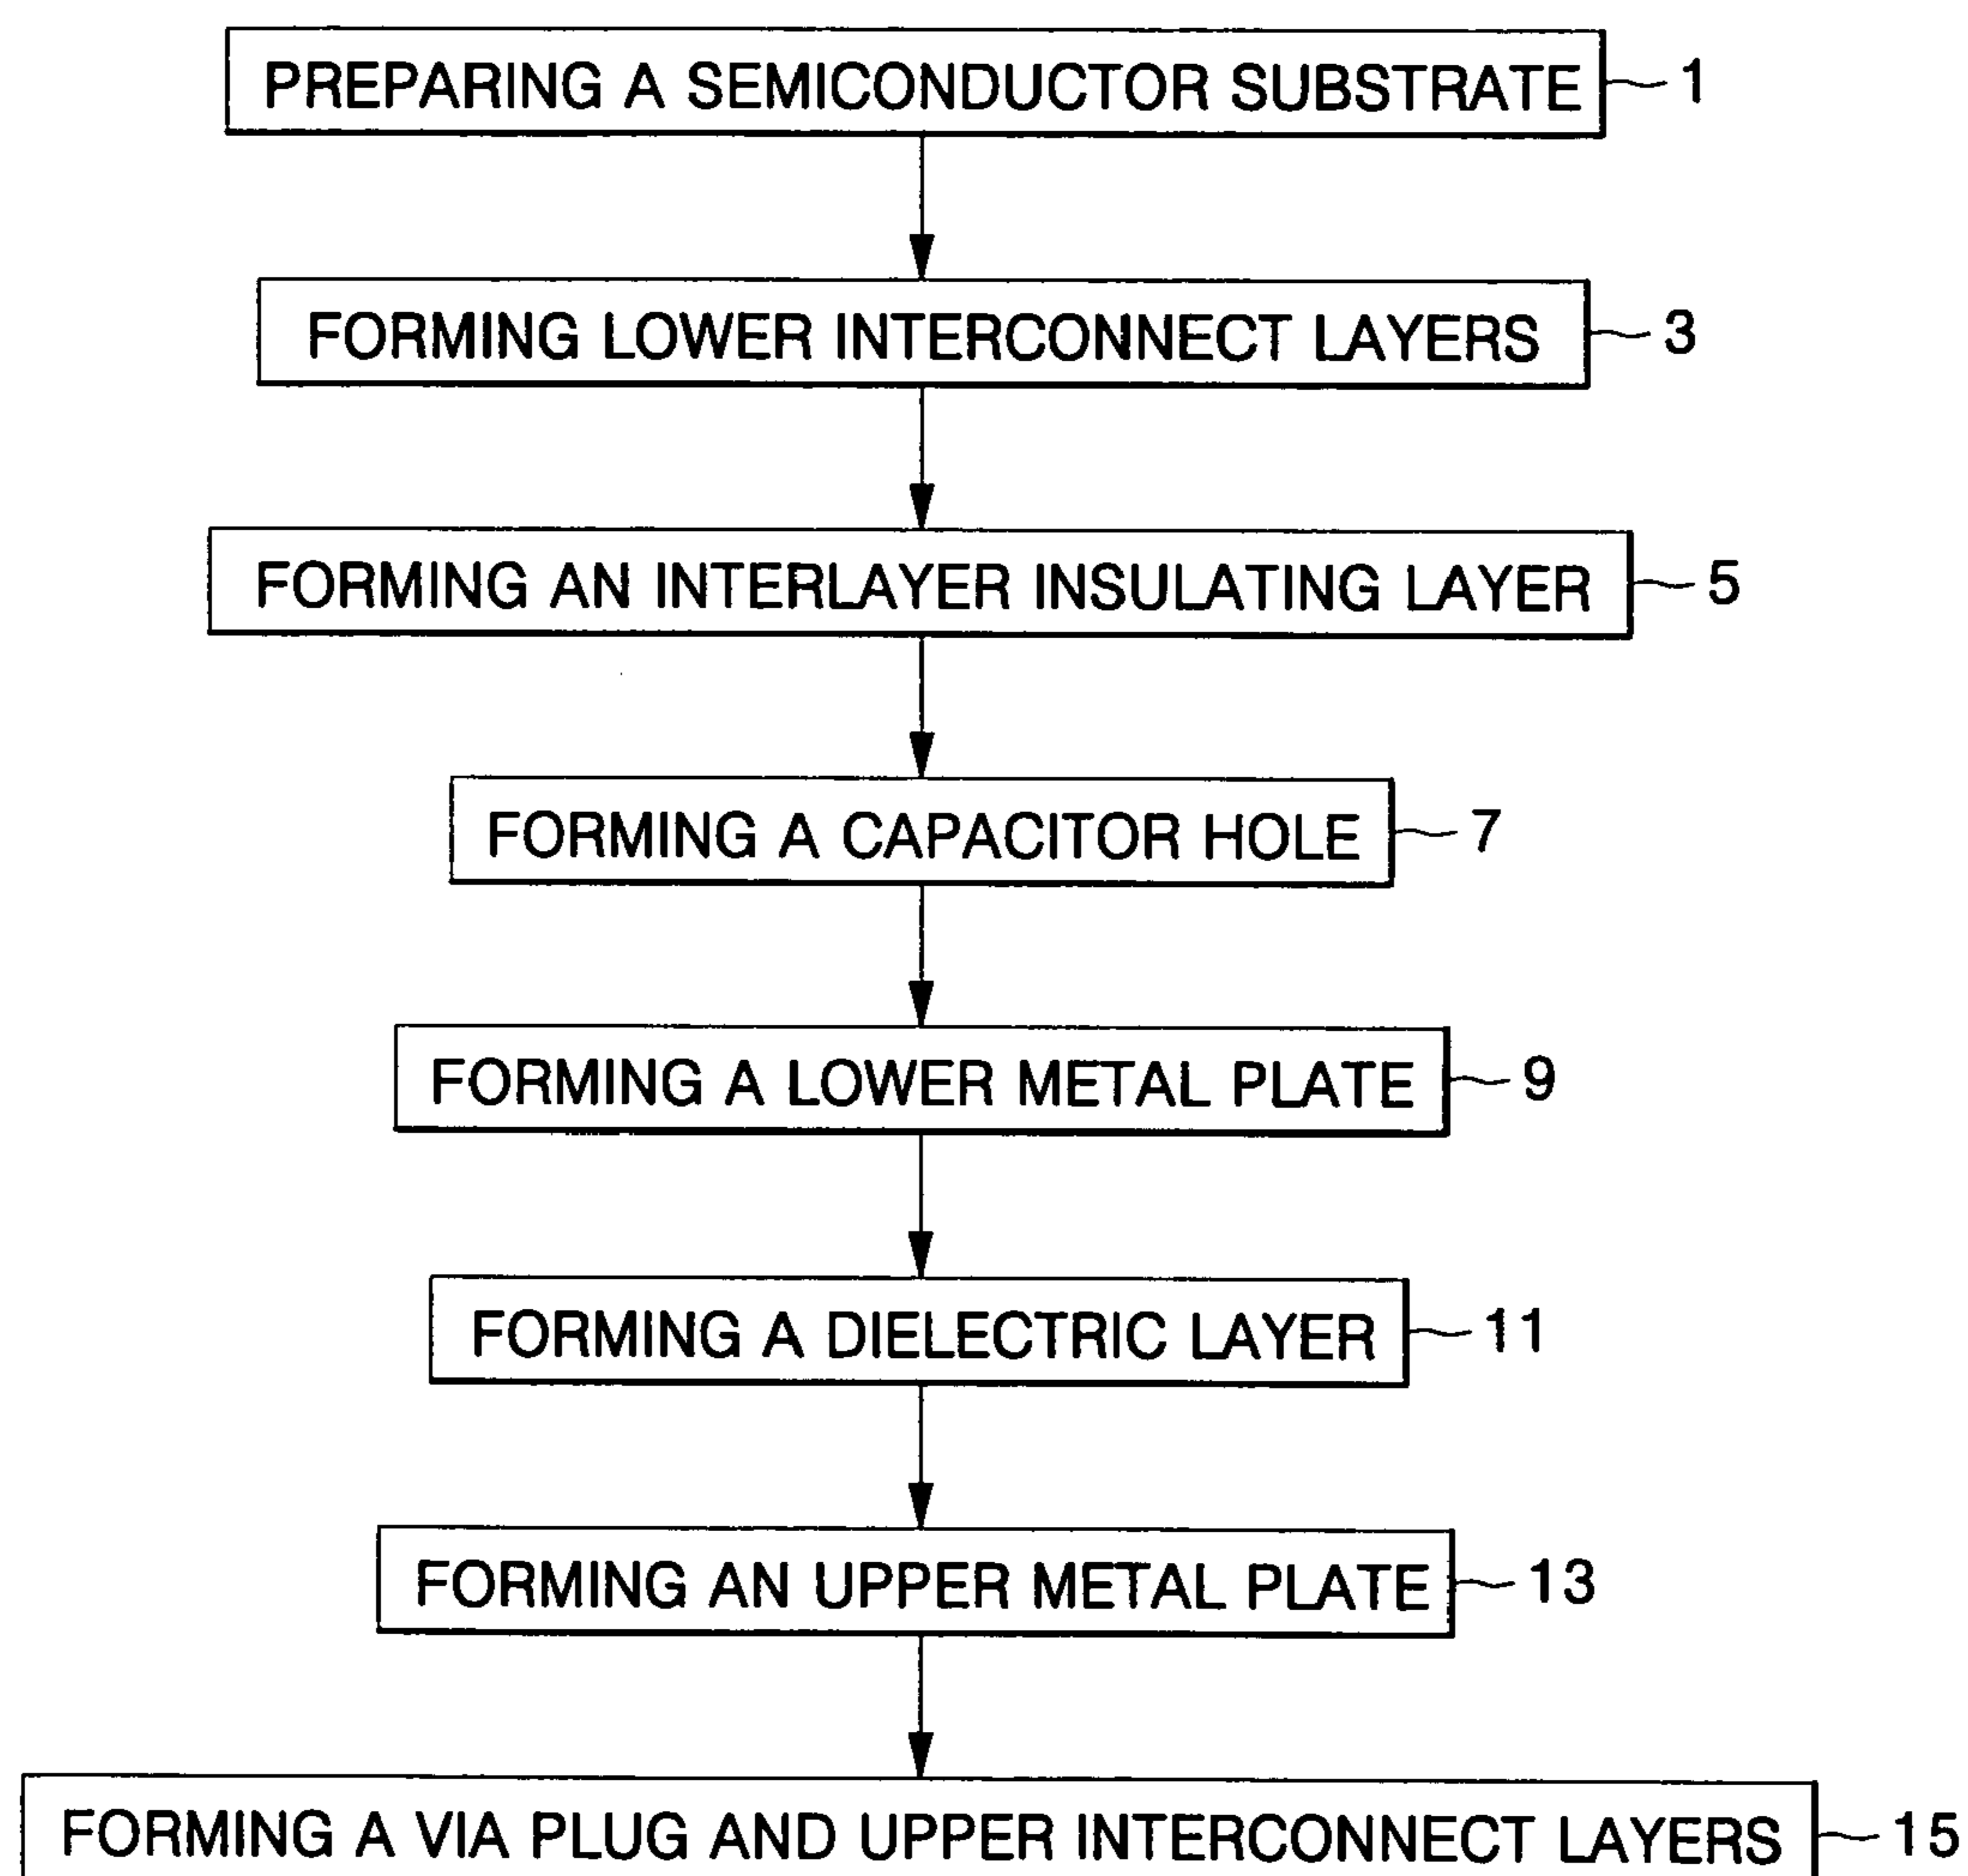 PREPARING A SEMICONDUCTOR SUBSTRATE 1
FORMING LOWER INTERCONNECT LAYERS 3
FORMING AN INTERLAYER INSULATING LAYER 5
FORMING A CAPACITOR HOLE 7
FORMING A LOWER METAL PLATE 9
FORMING A DIELECTRIC LAYER 11
FORMING AN UPPER METAL PLATE 13
FORMING A VIA PLUG AND UPPER INTERCONNECT LAYERS 15